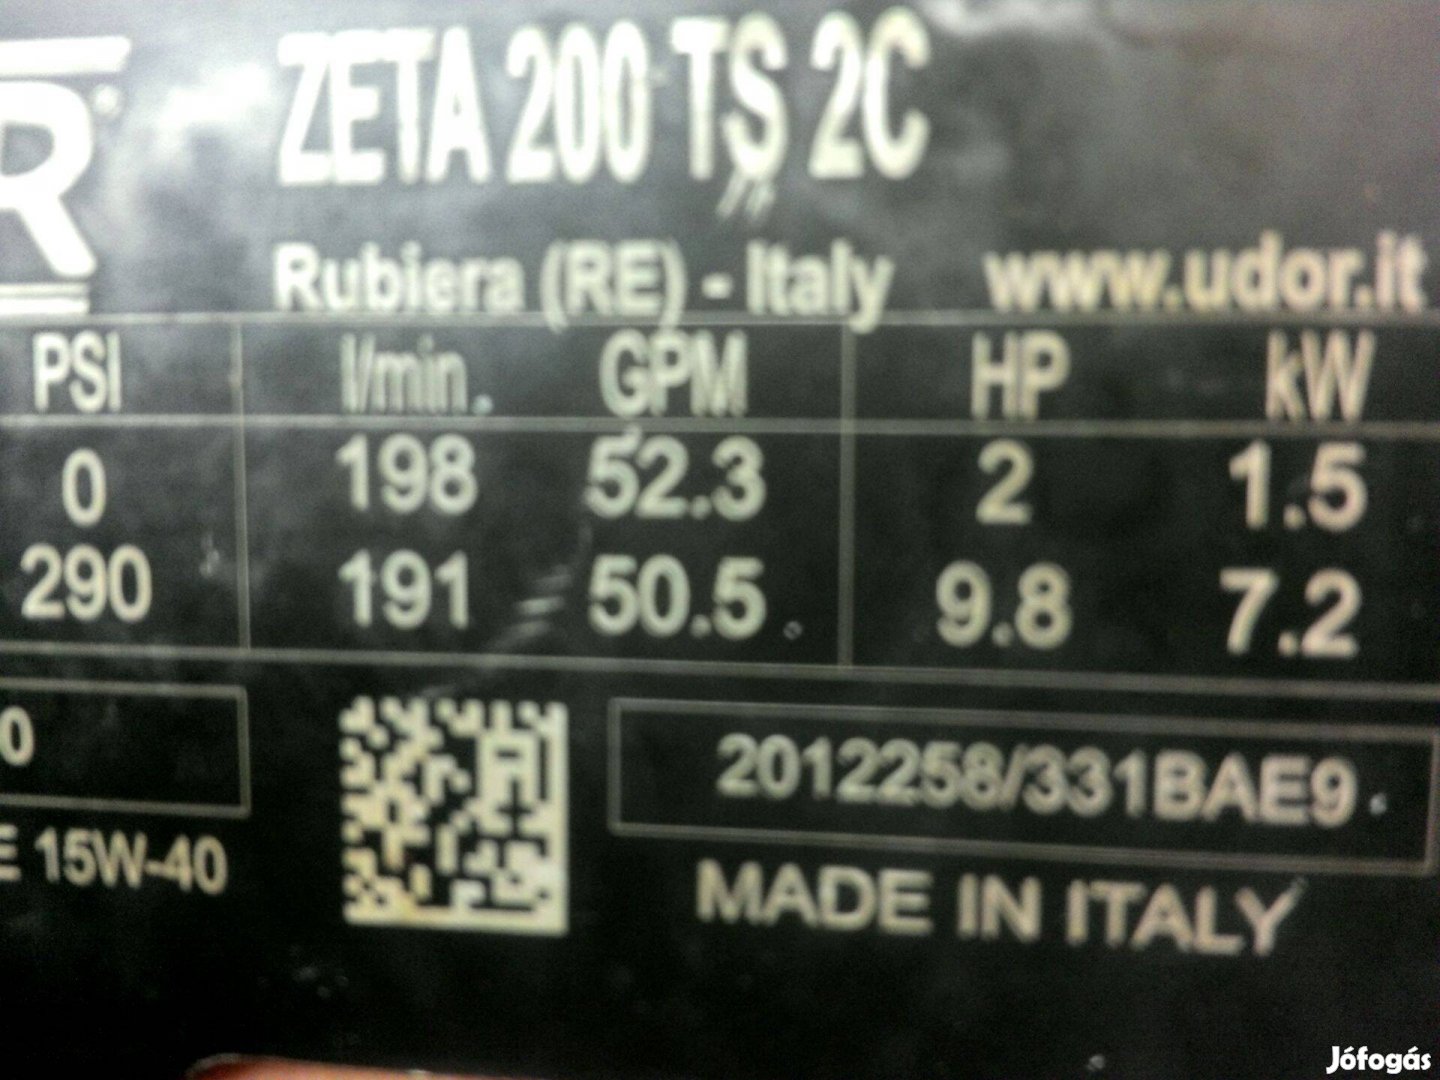 R® ZETA 200 TS 2C
Rubiera (RE) - Italy www.udor.it
PSI l/min GPM HP kW
0 198 52.3 2 1.5
290 191 50.5 9.8 7.2
0 2012258/331BAE9
E 15W-40
MADE IN ITALY
Jófogás